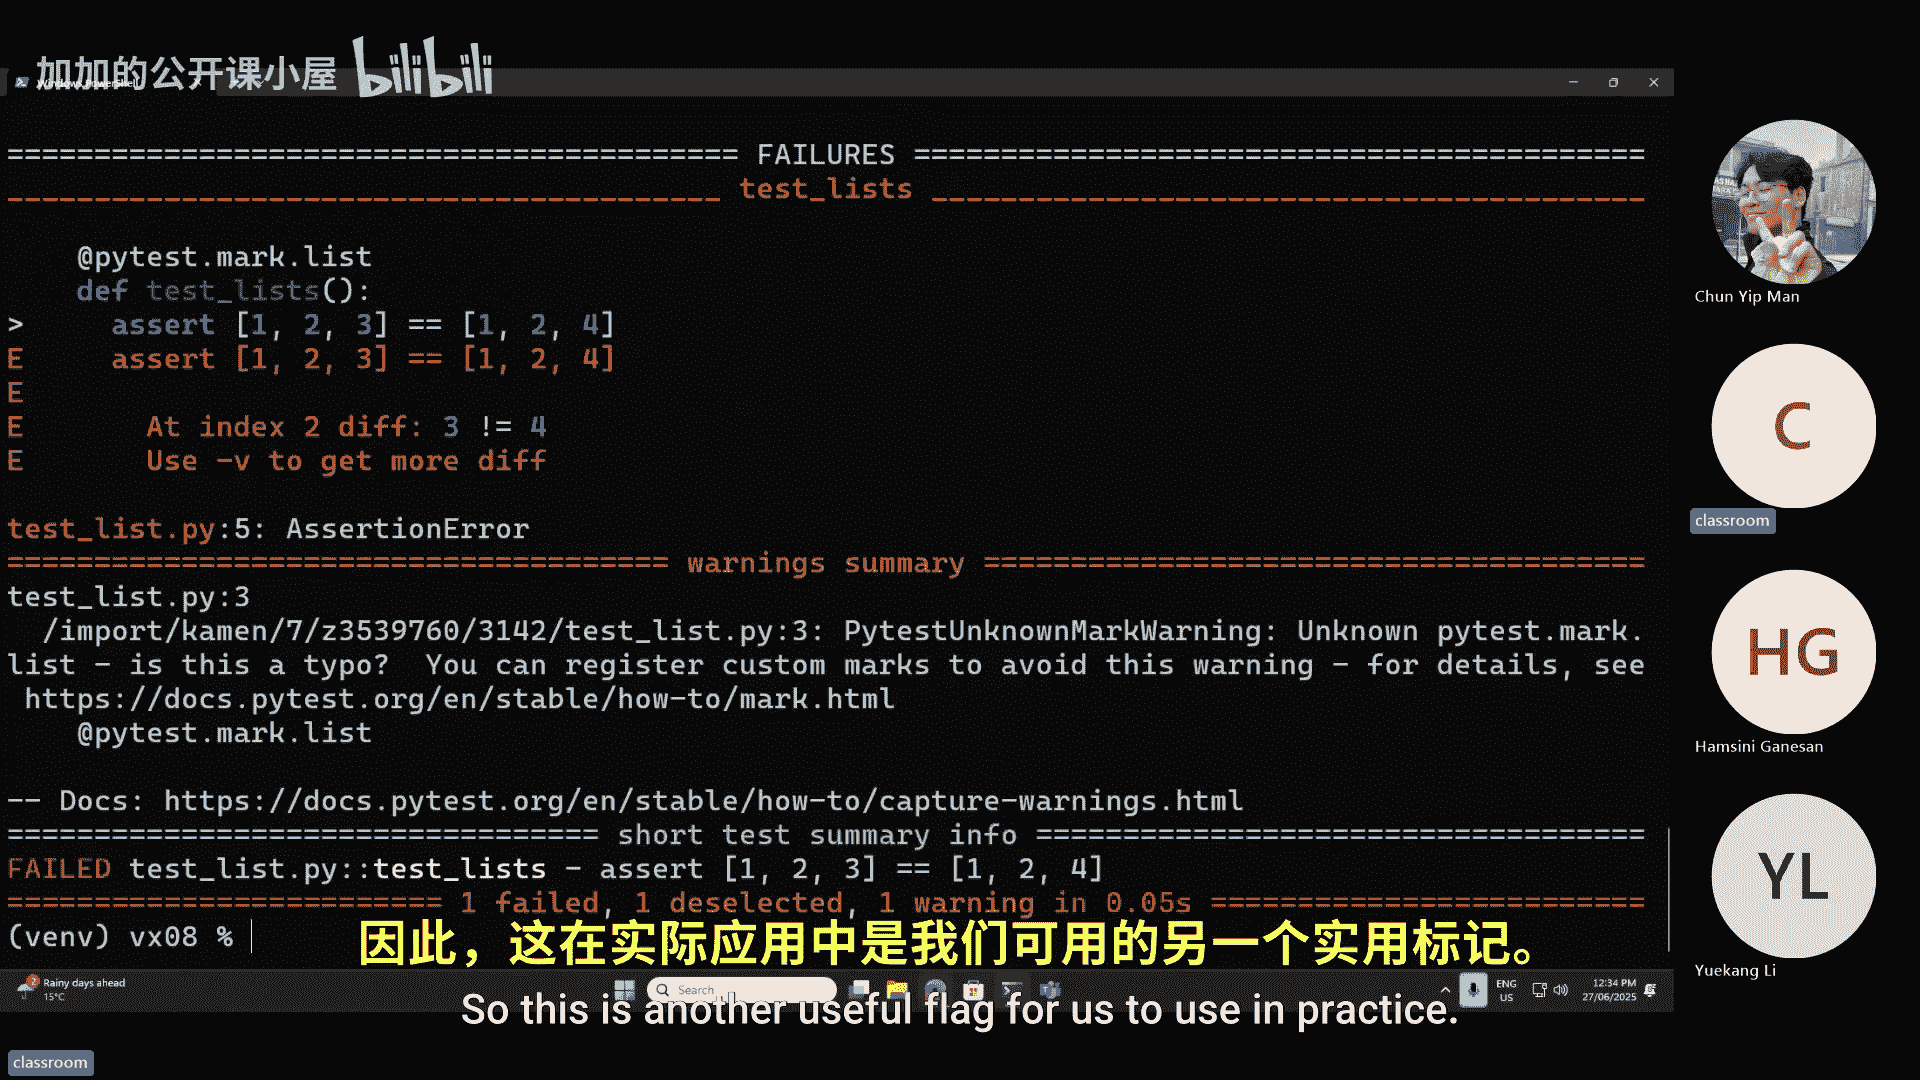 加加的公开课小屋 bilibili
Windows PowerShell
========================================== FAILURES ==========================================
_________________________________________ test_lists _________________________________________
@pytest.mark.list
def test_lists():
> assert [1, 2, 3] == [1, 2, 4]
E assert [1, 2, 3] == [1, 2, 4]
E
E At index 2 diff: 3 != 4
E Use -v to get more diff
test_list.py:5: AssertionError
====================================== warnings summary ======================================
test_list.py:3
/import/kamen/7/z3539760/3142/test_list.py:3: PytestUnknownMarkWarning: Unknown pytest.mark.
list - is this a typo?  You can register custom marks to avoid this warning - for details, see
https://docs.pytest.org/en/stable/how-to/mark.html
@pytest.mark.list
-- Docs: https://docs.pytest.org/en/stable/how-to/capture-warnings.html
================================== short test summary info ===================================
FAILED test_list.py::test_lists - assert [1, 2, 3] == [1, 2, 4]
========================= 1 failed, 1 deselected, 1 warning in 0.05s =========================
(venv) vx08 %
因此，这在实际应用中是我们可用的另一个实用标记。
So this is another useful flag for us to use in practice.
2
Rainy days ahead
15°C
Search
ENG
US
12:34 PM
27/06/2025
Chun Yip Man
C
classroom
HG
Hamsini Ganesan
YL
Yuekang Li
classroom